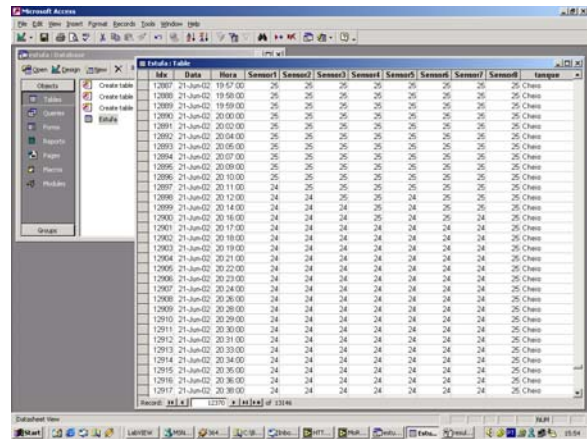 Microsoft Access
File Edit View Insert Format Records Tools Window Help
estufa : Database
Open Design New
Objects
Tables
Queries
Forms
Reports
Pages
Macros
Modules
Groups
Create table
Create table
Create table
Estufa
Estufa : Table
Idx Data Hora Sensor1 Sensor2 Sensor3 Sensor4 Sensor5 Sensor6 Sensor7 Sensor8 tanque
12887 21-Jun-02 19:57:00 25 25 25 25 25 25 25 25 Cheio
12888 21-Jun-02 19:58:00 25 25 25 25 25 25 25 25 Cheio
12889 21-Jun-02 19:59:00 25 25 25 25 25 25 25 25 Cheio
12890 21-Jun-02 20:00:00 25 25 25 25 25 25 25 25 Cheio
12891 21-Jun-02 20:02:00 25 25 25 25 25 25 25 25 Cheio
12892 21-Jun-02 20:04:00 25 25 25 25 25 25 25 25 Cheio
12893 21-Jun-02 20:05:00 25 25 25 25 25 25 25 25 Cheio
12894 21-Jun-02 20:07:00 25 25 25 25 25 25 25 25 Cheio
12895 21-Jun-02 20:09:00 25 25 25 25 25 25 25 25 Cheio
12896 21-Jun-02 20:10:00 25 25 25 25 25 25 25 25 Cheio
12897 21-Jun-02 20:11:00 24 25 25 25 25 25 25 25 Cheio
12898 21-Jun-02 20:12:00 24 24 25 25 24 25 25 25 Cheio
12899 21-Jun-02 20:14:00 24 24 24 25 24 25 25 25 Cheio
12900 21-Jun-02 20:16:00 24 24 24 24 24 25 24 25 Cheio
12901 21-Jun-02 20:17:00 24 24 24 24 24 24 24 25 Cheio
12902 21-Jun-02 20:18:00 24 24 24 24 24 24 24 25 Cheio
12903 21-Jun-02 20:19:00 24 24 24 24 24 24 24 25 Cheio
12904 21-Jun-02 20:21:00 24 24 24 24 24 24 24 25 Cheio
12905 21-Jun-02 20:22:00 24 24 24 24 24 24 24 25 Cheio
12906 21-Jun-02 20:23:00 24 24 24 24 24 24 24 25 Cheio
12907 21-Jun-02 20:24:00 24 24 24 24 24 24 24 25 Cheio
12908 21-Jun-02 20:26:00 24 24 24 24 24 24 24 25 Cheio
12909 21-Jun-02 20:28:00 24 24 24 24 24 24 24 25 Cheio
12910 21-Jun-02 20:29:00 24 24 24 24 24 24 24 25 Cheio
12911 21-Jun-02 20:30:00 24 24 24 24 24 24 24 25 Cheio
12912 21-Jun-02 20:31:00 24 24 24 24 24 24 24 25 Cheio
12913 21-Jun-02 20:33:00 24 24 24 24 24 24 24 25 Cheio
12914 21-Jun-02 20:34:00 24 24 24 24 24 24 24 25 Cheio
12915 21-Jun-02 20:35:00 24 24 24 24 24 24 24 25 Cheio
12916 21-Jun-02 20:36:00 24 24 24 24 24 24 24 25 Cheio
12917 21-Jun-02 20:38:00 24 24 24 24 24 24 24 25 Cheio
Record: 12370 of 13146
Datasheet View NUM
Start LabVIEW Estu... 15:54